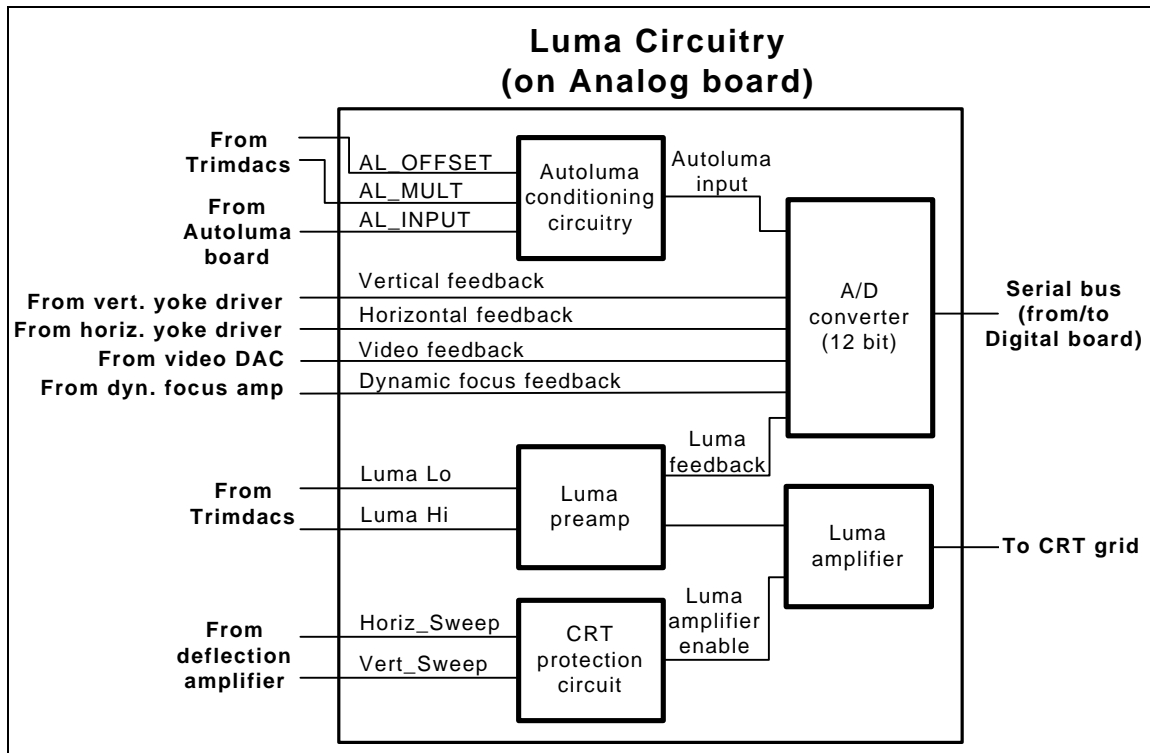 Luma Circuitry
(on Analog board)
From
Trimdacs
AL_OFFSET
AL_MULT
From
Autoluma
board
AL_INPUT
Autoluma
conditioning
circuitry
Autoluma
input
From vert. yoke driver
Vertical feedback
From horiz. yoke driver
Horizontal feedback
From video DAC
Video feedback
From dyn. focus amp
Dynamic focus feedback
A/D
converter
(12 bit)
Serial bus
(from/to
Digital board)
From
Trimdacs
Luma Lo
Luma Hi
Luma
preamp
Luma
feedback
Luma
amplifier
To CRT grid
From
deflection
amplifier
Horiz_Sweep
Vert_Sweep
CRT
protection
circuit
Luma
amplifier
enable